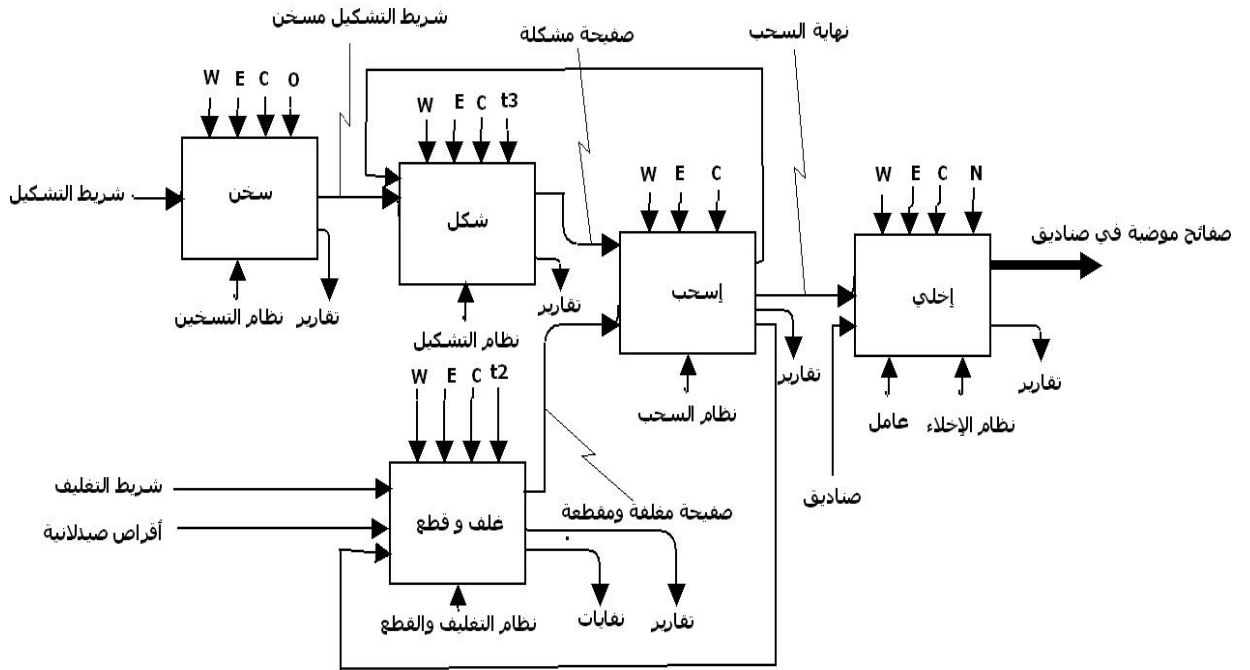 شريط التشكيل مسخن
صفيحة مشكلة
نهاية السحب
W E C O
W E C t3
W E C
W E C N
شريط التشكيل
سخن
شكل
إسحب
إخلي
صفائح موضبة في صناديق
نظام التسخين
تقارير
نظام التشكيل
تقارير
نظام السحب
تقارير
عامل
نظام الإخلاء
تقارير
W E C t2
شريط التغليف
أقراص صيدلانية
غلف و قطع
صفيحة مغلفة ومقطعة
صناديق
نظام التغليف والقطع
نفايات
تقارير